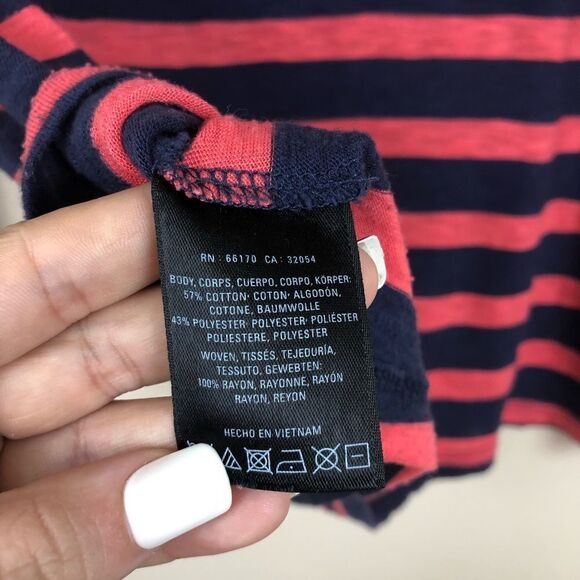 RN : 66170 CA : 32054
BODY, CORPS, CUERPO, CORPO, KÖRPER:
57% COTTON· COTON· ALGODÓN,
COTONE, BAUMWOLLE
43% POLYESTER· POLYESTER· POLIÉSTER
POLIESTERE, POLYESTER
WOVEN, TISSÉS, TEJEDURÍA,
TESSUTO, GEWEBTEN:
100% RAYON, RAYONNE, RAYÓN
RAYON, REYON
HECHO EN VIETNAM